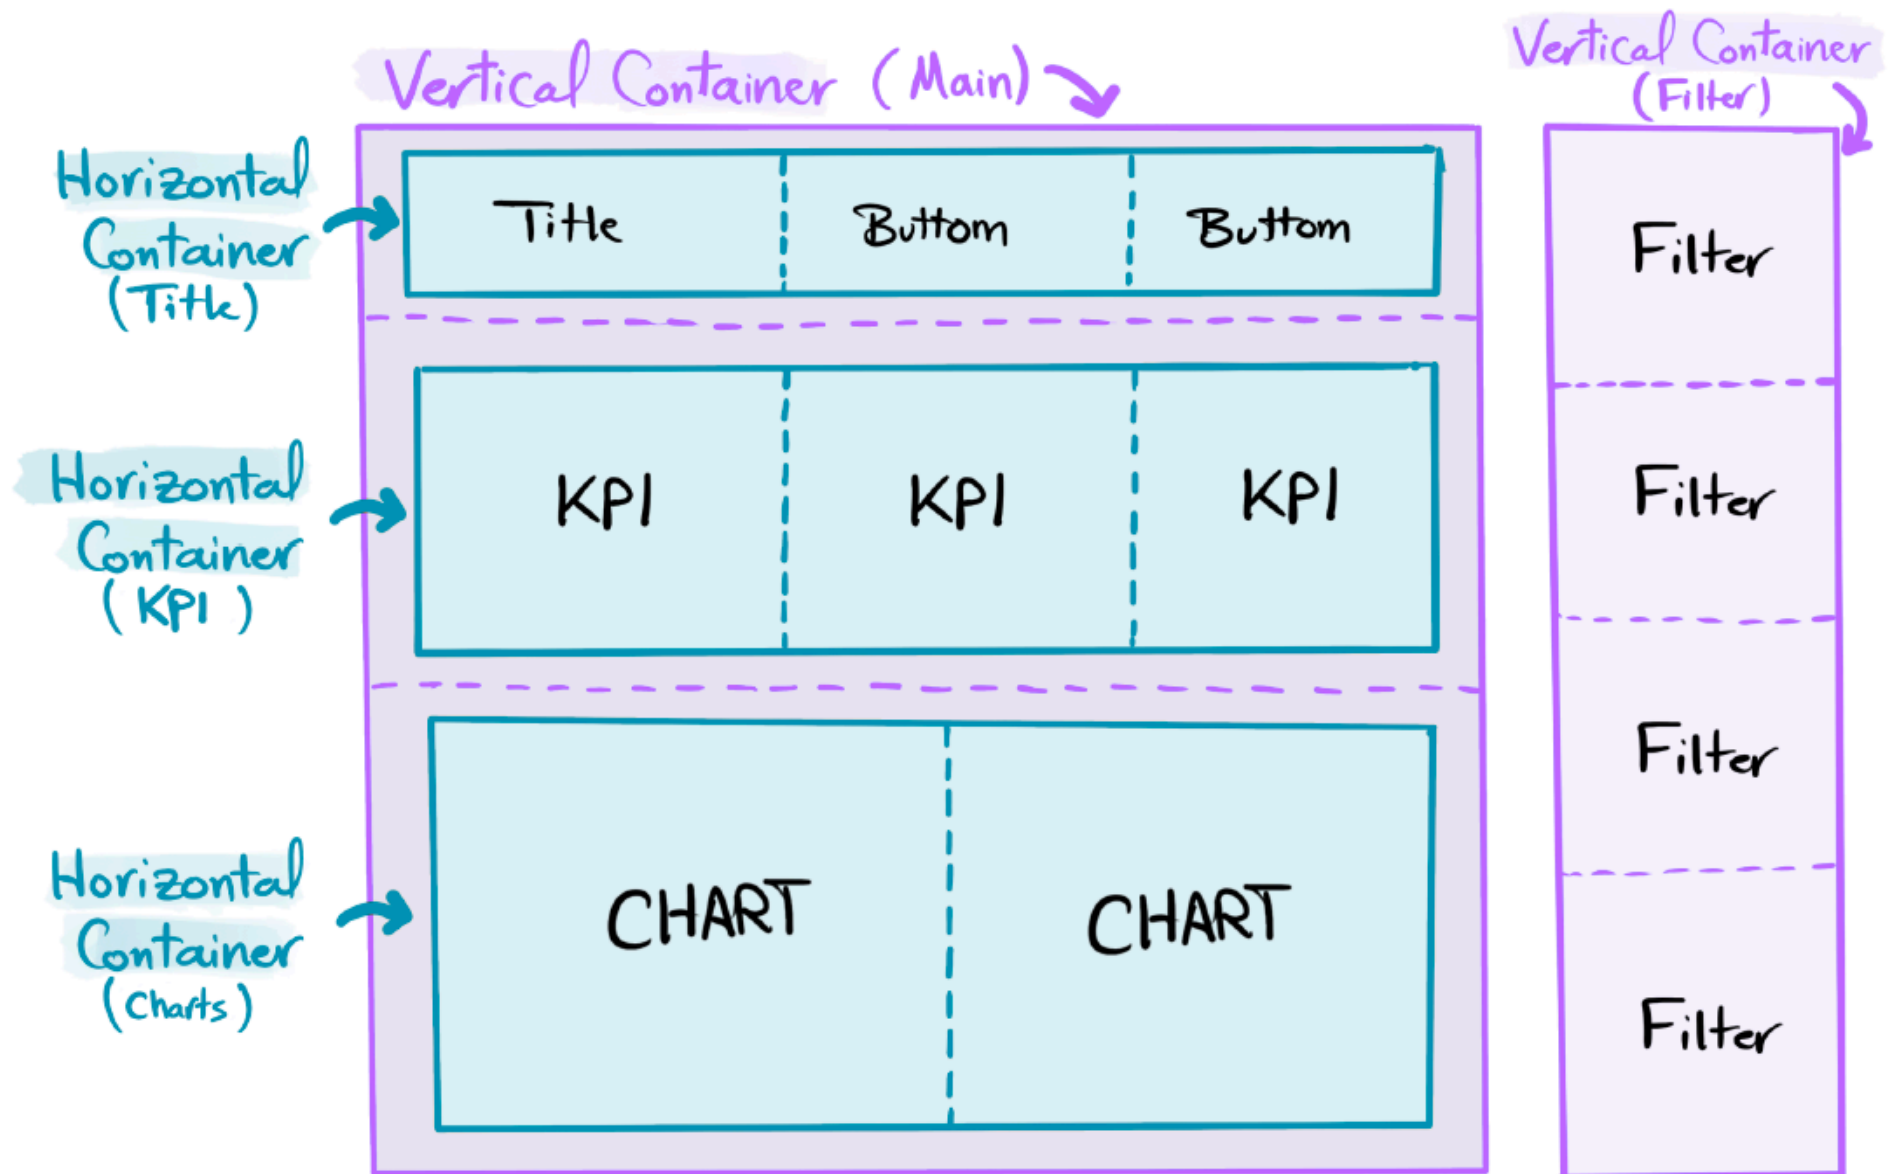 Vertical Container (Main)
Vertical Container
(Filter)
Horizontal
Container
(Title)
Title
Buttom
Buttom
Horizontal
Container
(KPI)
KPI
KPI
KPI
Horizontal
Container
(Charts)
CHART
CHART
Filter
Filter
Filter
Filter